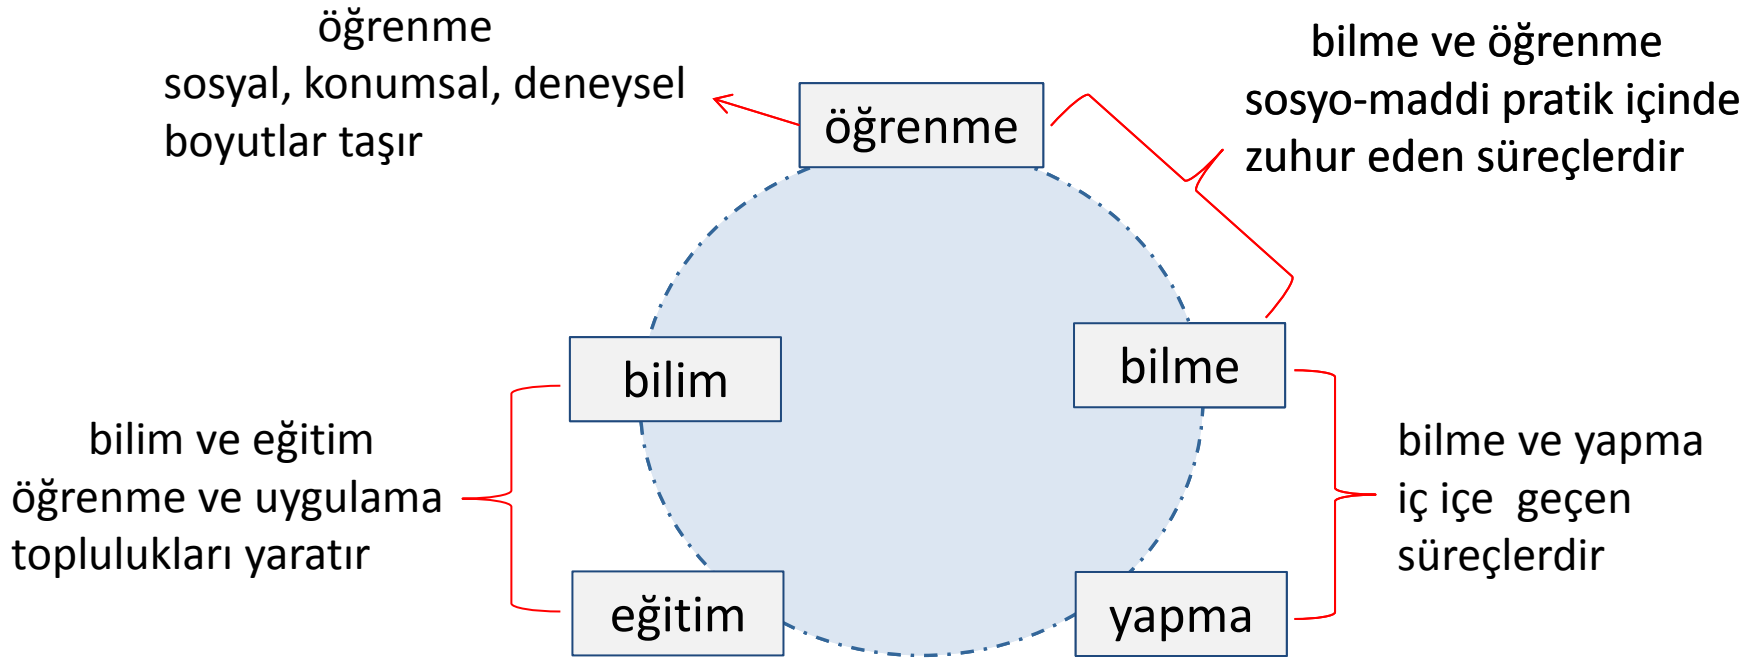 öğrenme
sosyal, konumsal, deneysel
boyutlar taşır
bilme ve öğrenme
sosyo-maddi pratik içinde
zuhur eden süreçlerdir
öğrenme
bilim
bilme
bilim ve eğitim
öğrenme ve uygulama
toplulukları yaratır
bilme ve yapma
iç içe geçen
süreçlerdir
eğitim
yapma